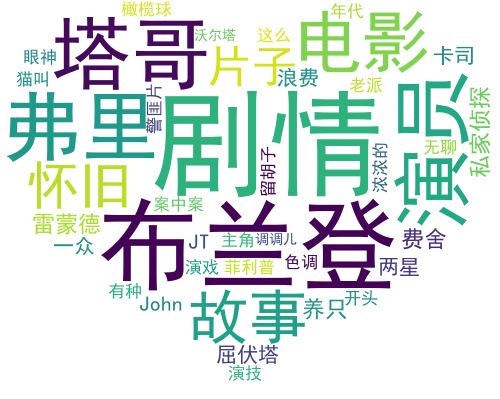 橄榄球
年代
沃尔塔
这么
电影
塔哥
眼神
猫叫
片子
浪费
卡司
老派
警匪片
弗里
剧情
演员
私家侦探
无聊
怀旧
留胡子
浓浓的
布兰登
案中案
雷蒙德
一众
JT
主角
调调儿
费舍
演戏
菲利普
色调
两星
有种
John
故事
养只
开头
屈伏塔
演技